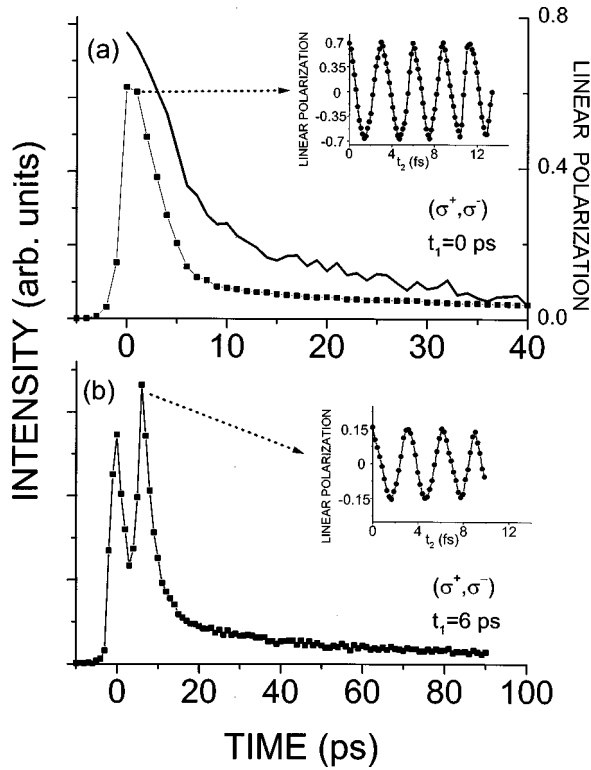 (a)
LINEAR POLARIZATION
0.7
0.35
0
-0.35
-0.7
0 4 8 12
t2 (fs)
(σ+,σ-)
t1=0 ps
0.8
0.4
0.0
LINEAR POLARIZATION
0 10 20 30 40
INTENSITY (arb. units)
(b)
LINEAR POLARIZATION
0.15
0
-0.15
0 4 8 12
t2 (fs)
(σ+,σ-)
t1=6 ps
0 20 40 60 80 100
TIME (ps)